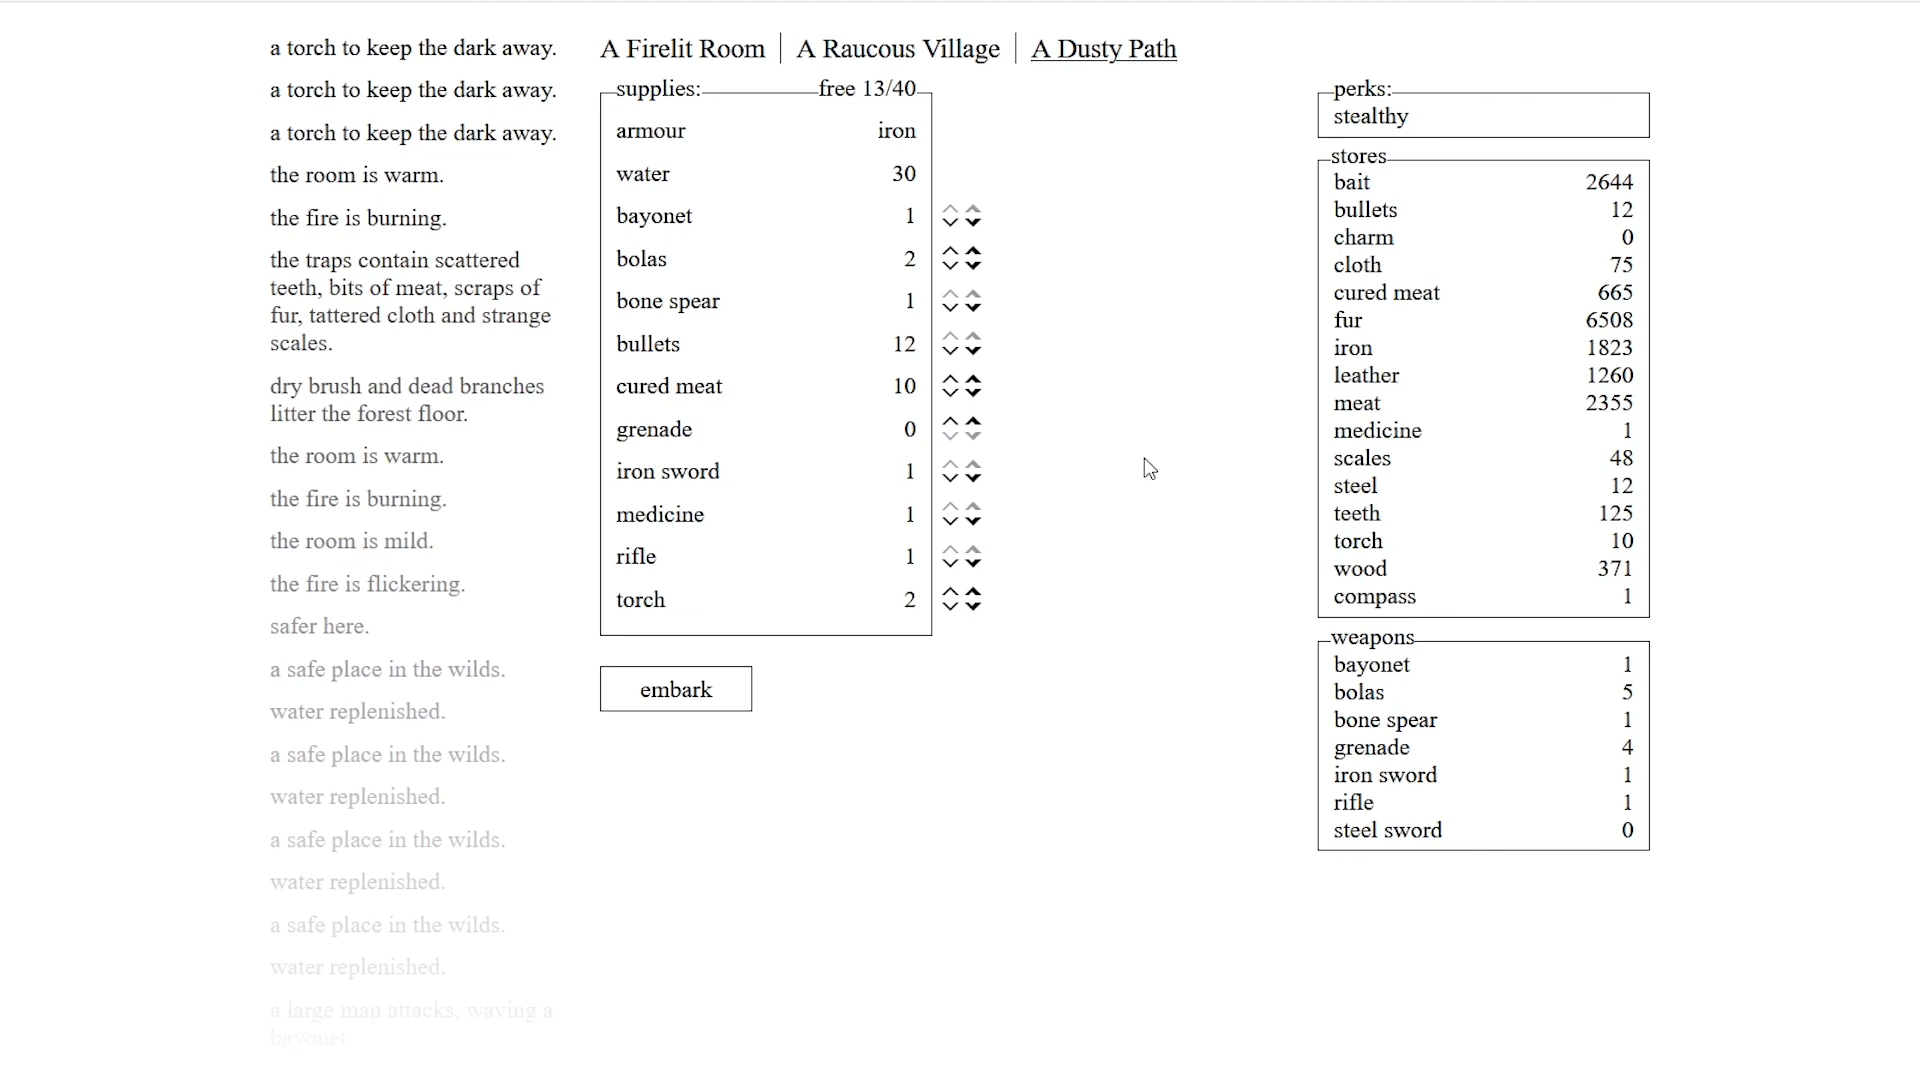 a torch to keep the dark away.
a torch to keep the dark away.
a torch to keep the dark away.
the room is warm.
the fire is burning.
the traps contain scattered
teeth, bits of meat, scraps of
fur, tattered cloth and strange
scales.
dry brush and dead branches
litter the forest floor.
the room is warm.
the fire is burning.
the room is mild.
the fire is flickering.
safer here.
a safe place in the wilds.
water replenished.
a safe place in the wilds.
water replenished.
a safe place in the wilds.
water replenished.
a safe place in the wilds.
water replenished.
a large man attacks, waving a
bayonet.
A Firelit Room | A Raucous Village | A Dusty Path
supplies: free 13/40
armour iron
water 30
bayonet 1
bolas 2
bone spear 1
bullets 12
cured meat 10
grenade 0
iron sword 1
medicine 1
rifle 1
torch 2
embark
perks:
stealthy
stores
bait 2644
bullets 12
charm 0
cloth 75
cured meat 665
fur 6508
iron 1823
leather 1260
meat 2355
medicine 1
scales 48
steel 12
teeth 125
torch 10
wood 371
compass 1
weapons
bayonet 1
bolas 5
bone spear 1
grenade 4
iron sword 1
rifle 1
steel sword 0